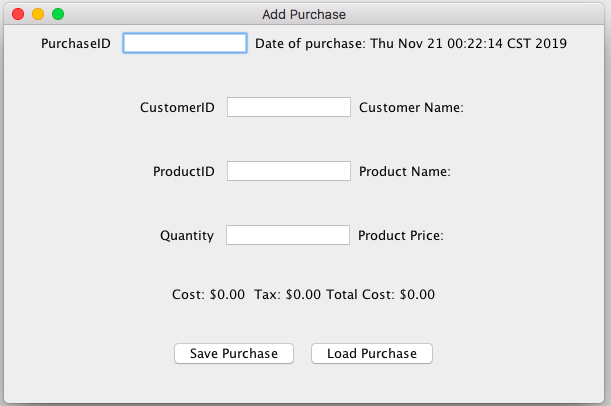 Add Purchase
PurchaseID Date of purchase: Thu Nov 21 00:22:14 CST 2019
CustomerID Customer Name:
ProductID Product Name:
Quantity Product Price:
Cost: $0.00 Tax: $0.00 Total Cost: $0.00
Save Purchase Load Purchase